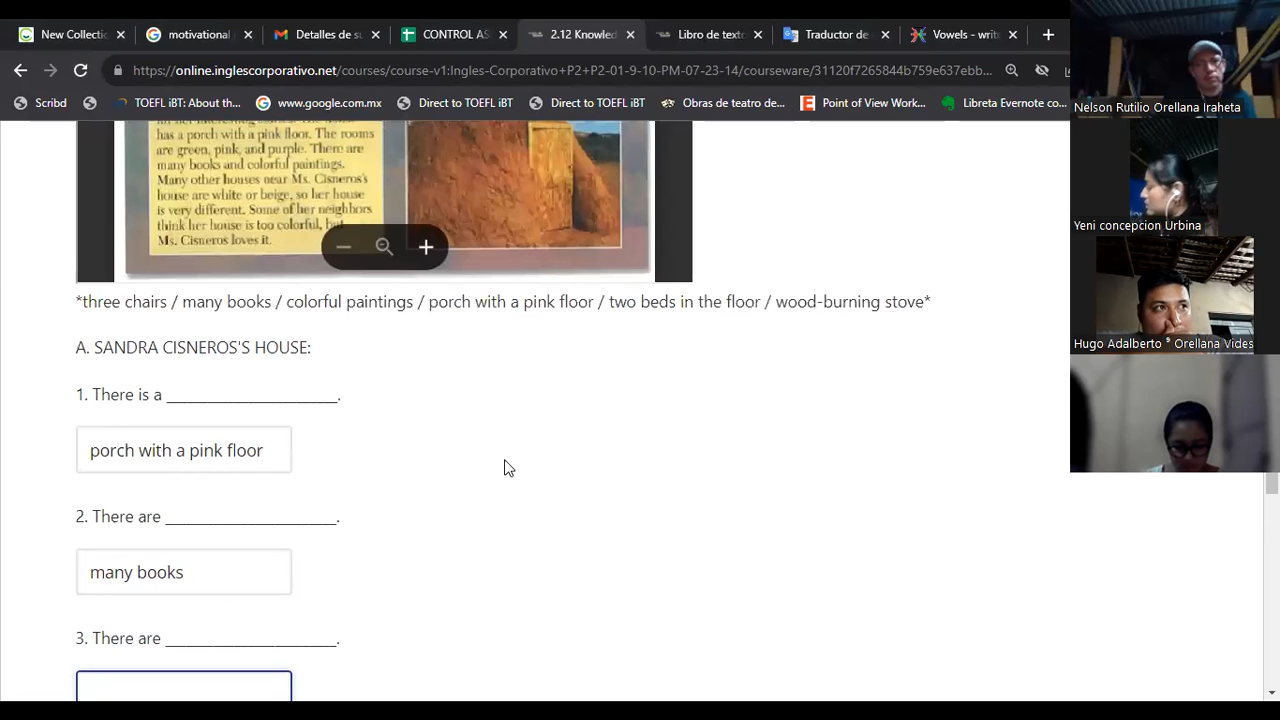 New Collecti
motivational
Detalles de su
CONTROL AS
2.12 Knowled
Libro de texto
Traductor de
Vowels - write
https://online.inglescorporativo.net/courses/course-v1:Ingles-Corporativo+P2+P2-01-9-10-PM-07-23-14/courseware/31120f7265844b759e637ebb...
Scribd
TOEFL iBT: About th...
www.google.com.mx
Direct to TOEFL iBT
Direct to TOEFL iBT
Obras de teatro de...
Point of View Work...
Libreta Evernote co...
has a porch with a pink floor. The rooms
are green, pink, and purple. There are
many books and colorful paintings.
Many other houses near Ms. Cisneros's
house are white or beige, so her house
is very different. Some of her neighbors
think her house is too colorful, but
Ms. Cisneros loves it.
*three chairs / many books / colorful paintings / porch with a pink floor / two beds in the floor / wood-burning stove*
A. SANDRA CISNEROS'S HOUSE:
1. There is a ____________________.
porch with a pink floor
2. There are ____________________.
many books
3. There are ____________________.
Nelson Rutilio Orellana Iraheta
Yeni concepcion Urbina
Hugo Adalberto Orellana Vides